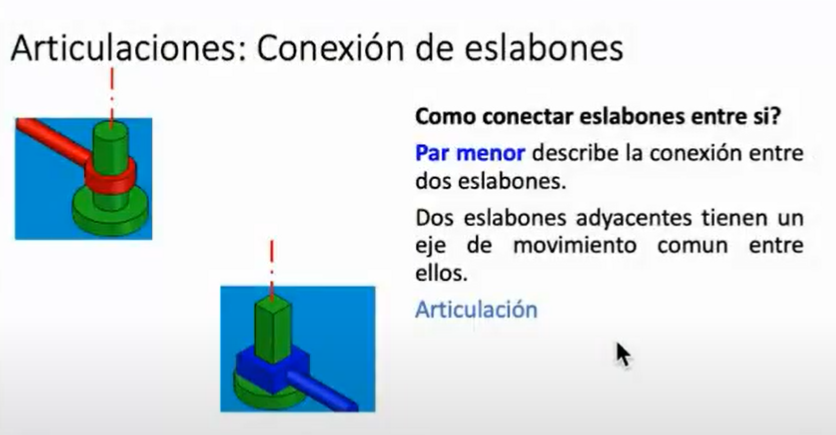 Articulaciones: Conexión de eslabones
Como conectar eslabones entre si?
Par menor describe la conexión entre
dos eslabones.
Dos eslabones adyacentes tienen un
eje de movimiento comun entre
ellos.
Articulación